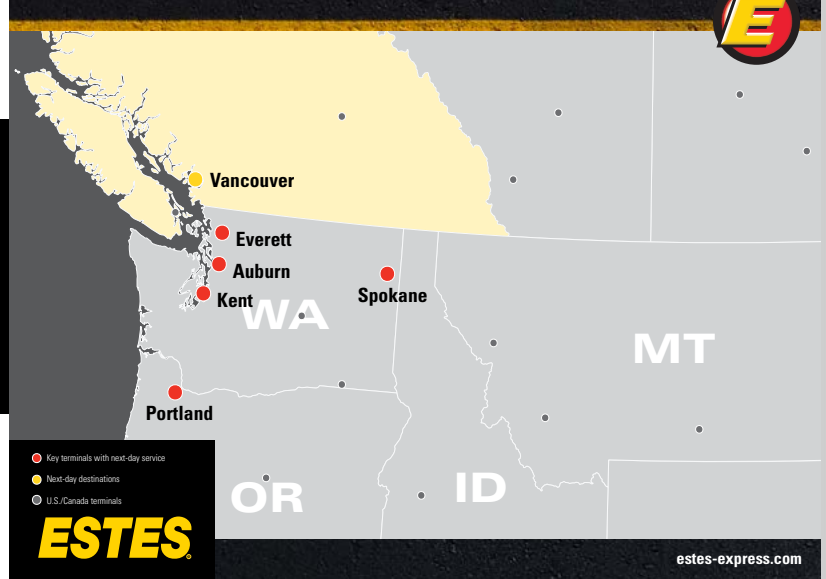 E
Vancouver
Everett
Auburn
Kent
Spokane
WA
MT
Portland
Key terminals with next-day service
Next-day destinations
U.S./Canada terminals
OR
ID
ESTES®
estes-express.com